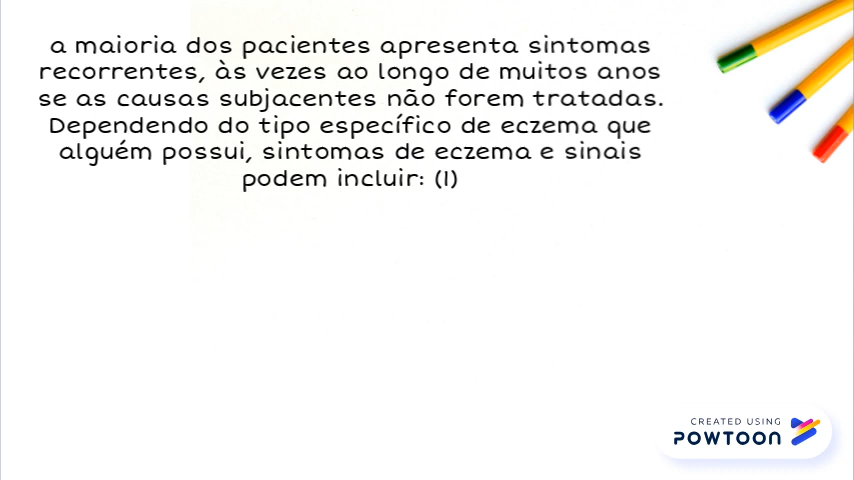 a maioria dos pacientes apresenta sintomas
recorrentes, às vezes ao longo de muitos anos
se as causas subjacentes não forem tratadas.
Dependendo do tipo específico de eczema que
alguém possui, sintomas de eczema e sinais
podem incluir: (1)
CREATED USING
POWTOON